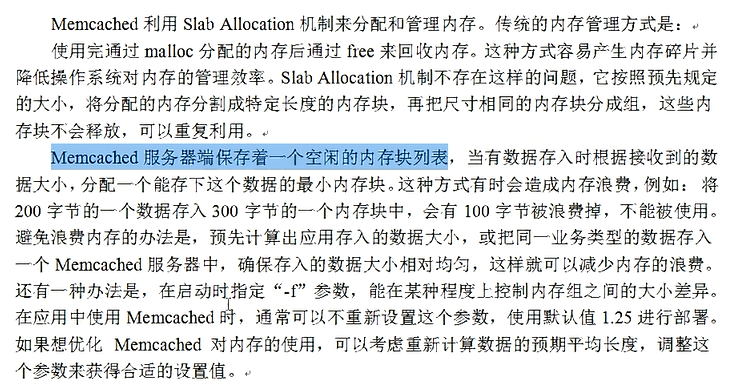 Memcached 利用 Slab Allocation 机制来分配和管理内存。传统的内存管理方式是：
使用完通过 malloc 分配的内存后通过 free 来回收内存。这种方式容易产生内存碎片并
降低操作系统对内存的管理效率。Slab Allocation 机制不存在这样的问题，它按照预先规定
的大小，将分配的内存分割成特定长度的内存块，再把尺寸相同的内存块分成组，这些内
存块不会释放，可以重复利用。
Memcached 服务器端保存着一个空闲的内存块列表，当有数据存入时根据接收到的数
据大小，分配一个能存下这个数据的最小内存块。这种方式有时会造成内存浪费，例如： 将
200 字节的一个数据存入 300 字节的一个内存块中，会有 100 字节被浪费掉，不能被使用。
避免浪费内存的办法是，预先计算出应用存入的数据大小，或把同一业务类型的数据存入
一个 Memcached 服务器中，确保存入的数据大小相对均匀，这样就可以减少内存的浪费。
还有一种办法是，在启动时指定“-f”参数，能在某种程度上控制内存组之间的大小差异。
在应用中使用 Memcached 时，通常可以不重新设置这个参数，使用默认值 1.25 进行部署。
如果想优化 Memcached 对内存的使用，可以考虑重新计算数据的预期平均长度，调整这
个参数来获得合适的设置值。